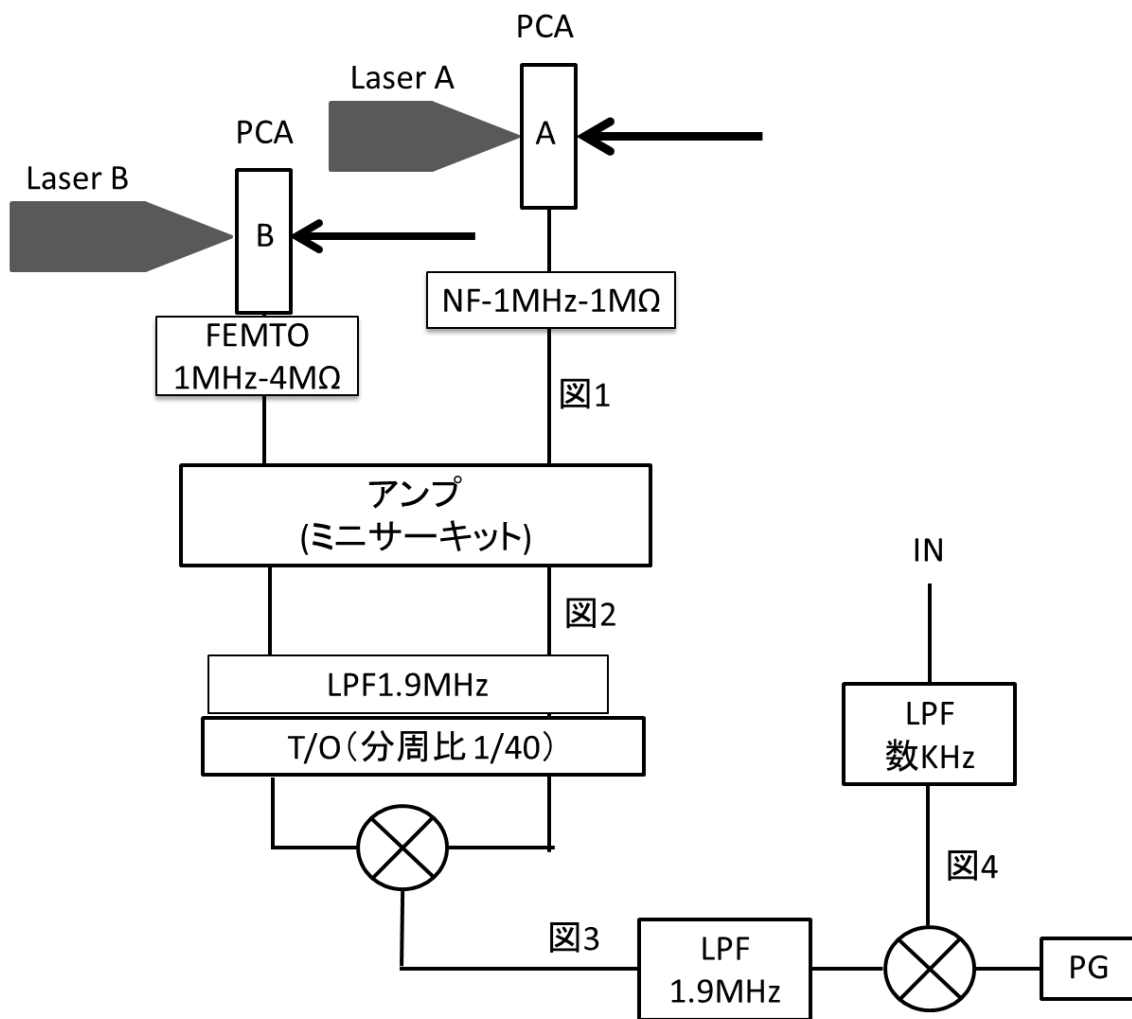 PCA
Laser A
A
PCA
Laser B
B
NF-1MHz-1MΩ
FEMTO
1MHz-4MΩ
図1
アンプ
(ミニサーキット)
図2
LPF1.9MHz
T/O(分周比 1/40)
IN
LPF
数KHz
図4
図3
LPF
1.9MHz
PG